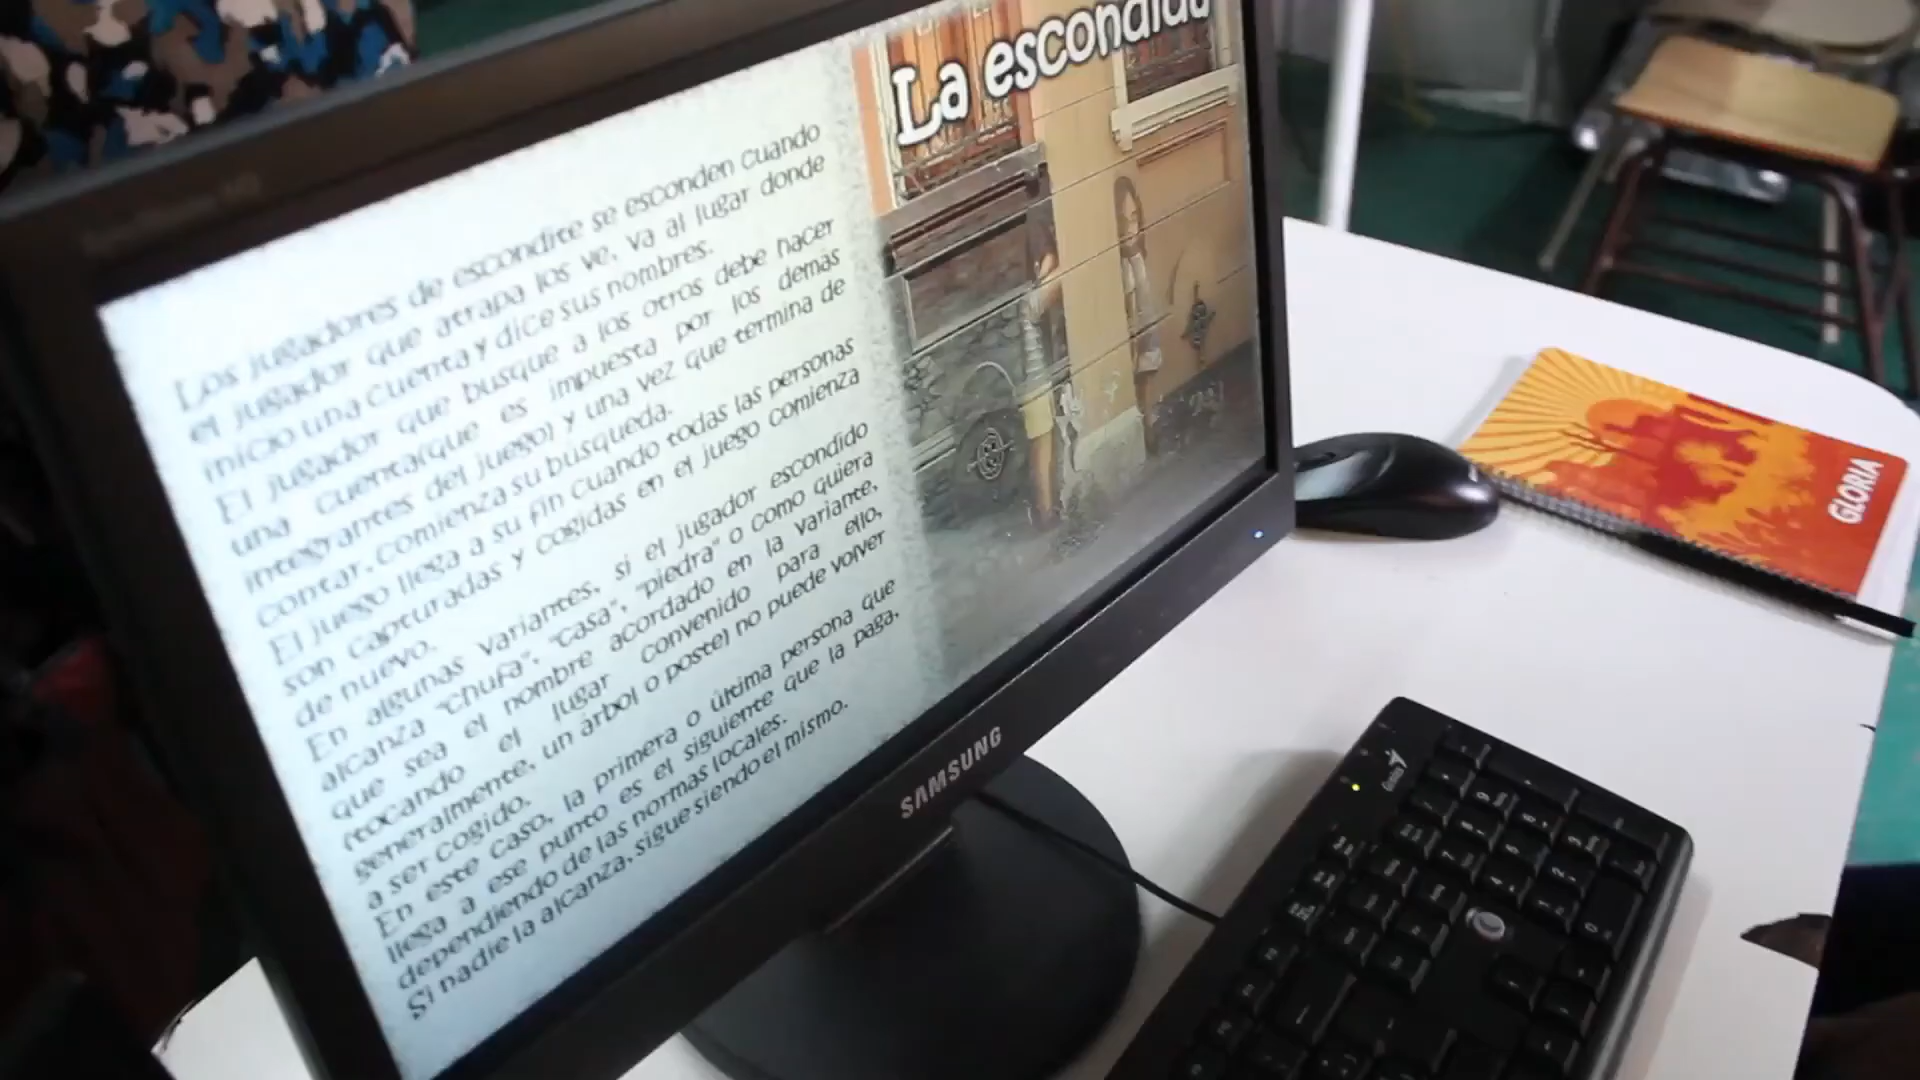 La escondida
Los jugadores de escondite se esconden cuando
el jugador que atrapa los ve, va al lugar donde
inicio una cuenta y dice sus nombres.
El jugador que busque a los otros debe hacer
una cuenta(que es impuesta por los demás
integrantes del juego) y una vez que termina de
contar, comienza su búsqueda.
El juego llega a su fin cuando todas las personas
son capturadas y cogidas en el juego comienza
de nuevo.
En algunas variantes, si el jugador escondido
alcanza "chufa", "casa", "piedra" o como quiera
que sea el nombre acordado en la variante,
(tocando el lugar convenido para ello,
generalmente, un árbol o poste) no puede volver
a ser cogido.
En este caso, la primera o última persona que
llega a ese punto es el siguiente que la paga,
dependiendo de las normas locales.
Si nadie la alcanza, sigue siendo el mismo.
SAMSUNG
GLORIA
Genius